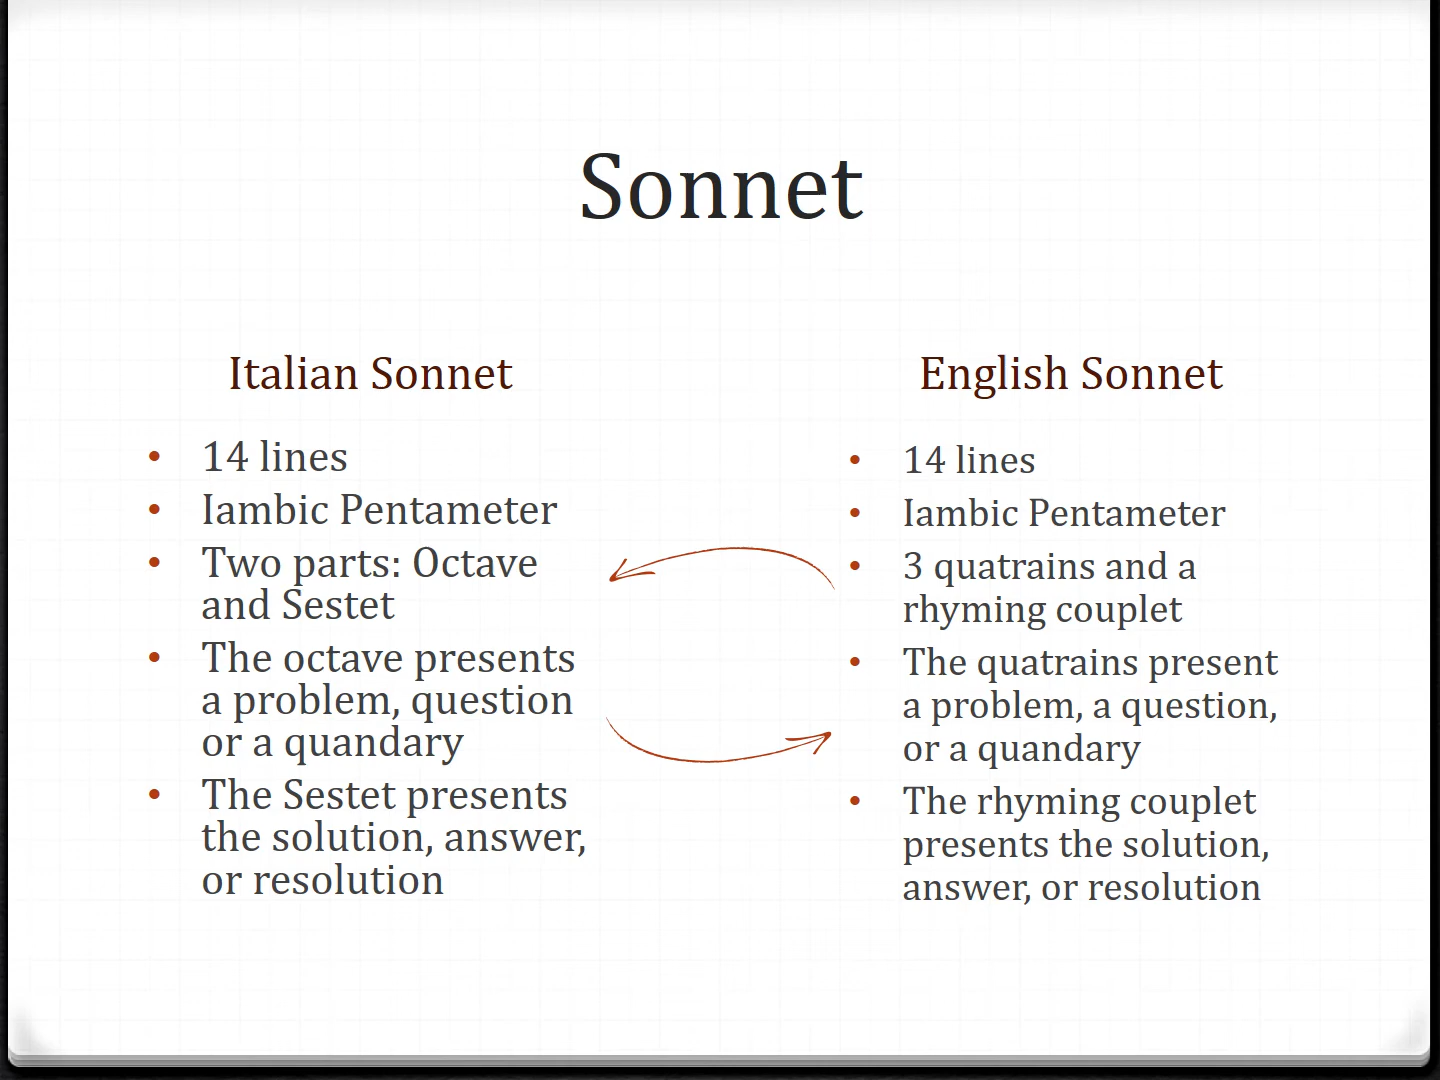 Sonnet
Italian Sonnet
• 14 lines
• Iambic Pentameter
• Two parts: Octave
and Sestet
• The octave presents
a problem, question
or a quandary
• The Sestet presents
the solution, answer,
or resolution
English Sonnet
• 14 lines
• Iambic Pentameter
• 3 quatrains and a
rhyming couplet
• The quatrains present
a problem, a question,
or a quandary
• The rhyming couplet
presents the solution,
answer, or resolution